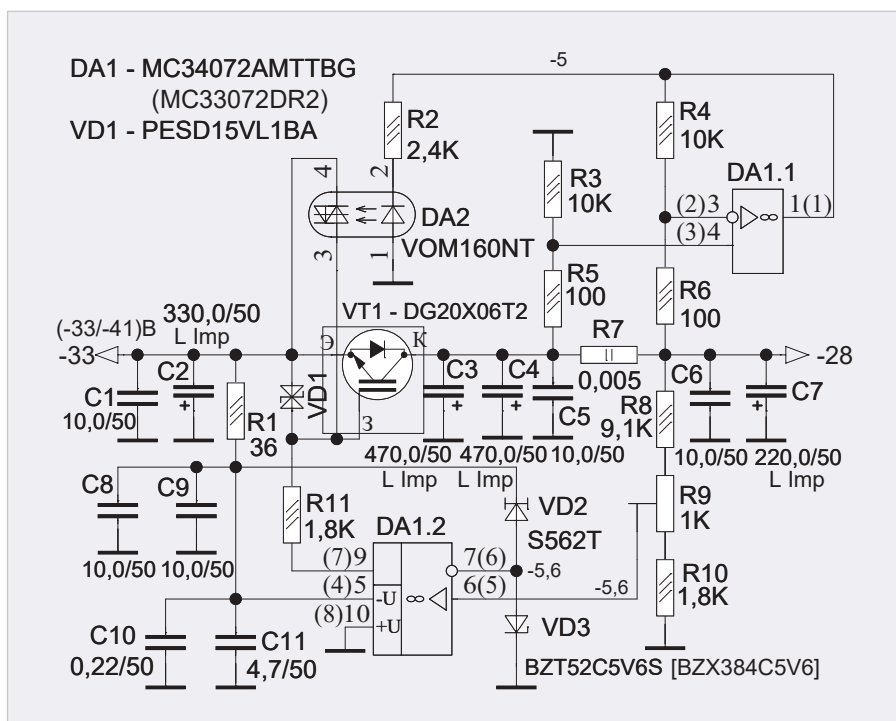 DA1 - MC34072AMTTBG
(MC33072DR2)
VD1 - PESD15VL1BA
-5
R2
2,4K
R4
10K
4
2
R3
10K
DA1.1
(2)3
∞
1(1)
(3)4
DA2
VOM160NT
3
1
R5
100
R6
100
(-33/-41)В
-33
330,0/50
L Imp
VT1 - DG20X06T2
Э
К
З
R7
0,005
-28
C1
10,0/50
C2
+
R1
36
VD1
C3
+
470,0/50
L Imp
C4
+
470,0/50
L Imp
C5
10,0/50
R8
9,1K
C6
10,0/50
C7
+
220,0/50
L Imp
C8
10,0/50
C9
10,0/50
R11
1,8K
VD2
S562T
R9
1K
DA1.2
(7)9
7(6)
-5,6
(4)5
-U
∞
6(5)
-5,6
(8)10
+U
R10
1,8K
VD3
C10
0,22/50
C11
4,7/50
BZT52C5V6S [BZX384C5V6]